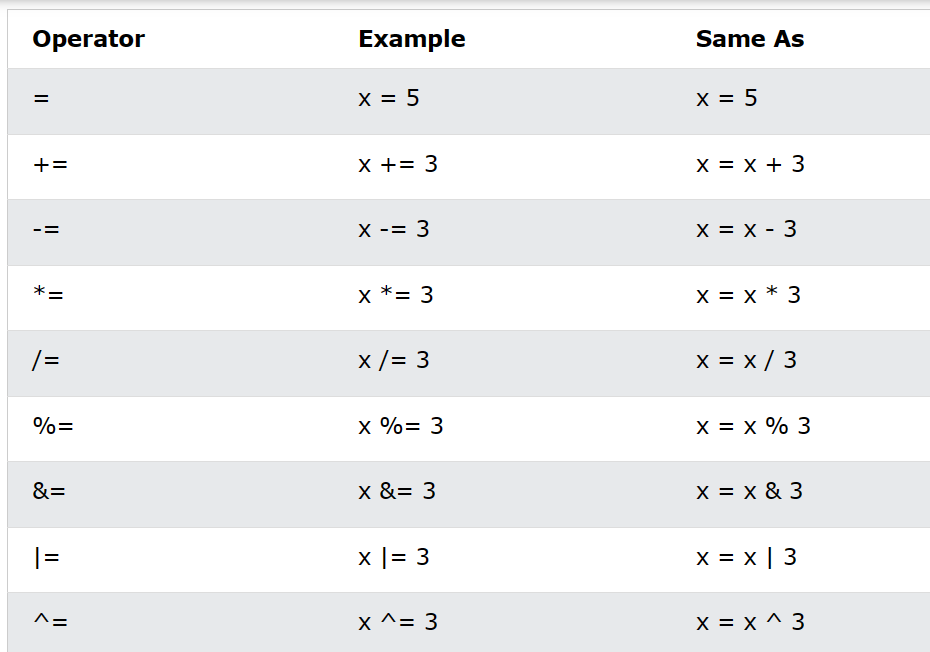 Operator Example Same As
= x = 5 x = 5
+= x += 3 x = x + 3
-= x -= 3 x = x - 3
*= x *= 3 x = x * 3
/= x /= 3 x = x / 3
%= x %= 3 x = x % 3
&= x &= 3 x = x & 3
|= x |= 3 x = x | 3
^= x ^= 3 x = x ^ 3